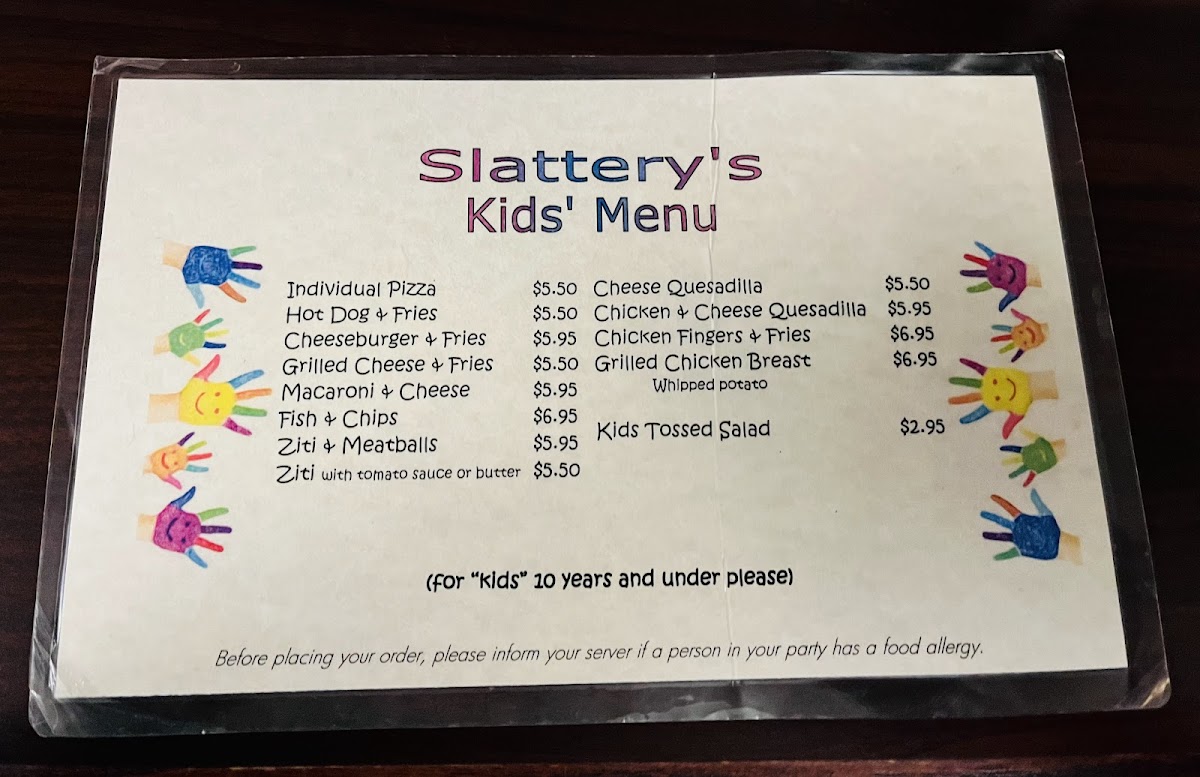 Slattery's
Kids' Menu
Individual Pizza $5.50
Hot Dog & Fries $5.50
Cheeseburger & Fries $5.95
Grilled Cheese & Fries $5.50
Macaroni & Cheese $5.95
Fish & Chips $6.95
Ziti & Meatballs $5.95
Ziti with tomato sauce or butter $5.50
Cheese Quesadilla $5.50
Chicken & Cheese Quesadilla $5.95
Chicken Fingers & Fries $6.95
Grilled Chicken Breast $6.95
Whipped potato
Kids Tossed Salad $2.95
(for "kids" 10 years and under please)
Before placing your order, please inform your server if a person in your party has a food allergy.